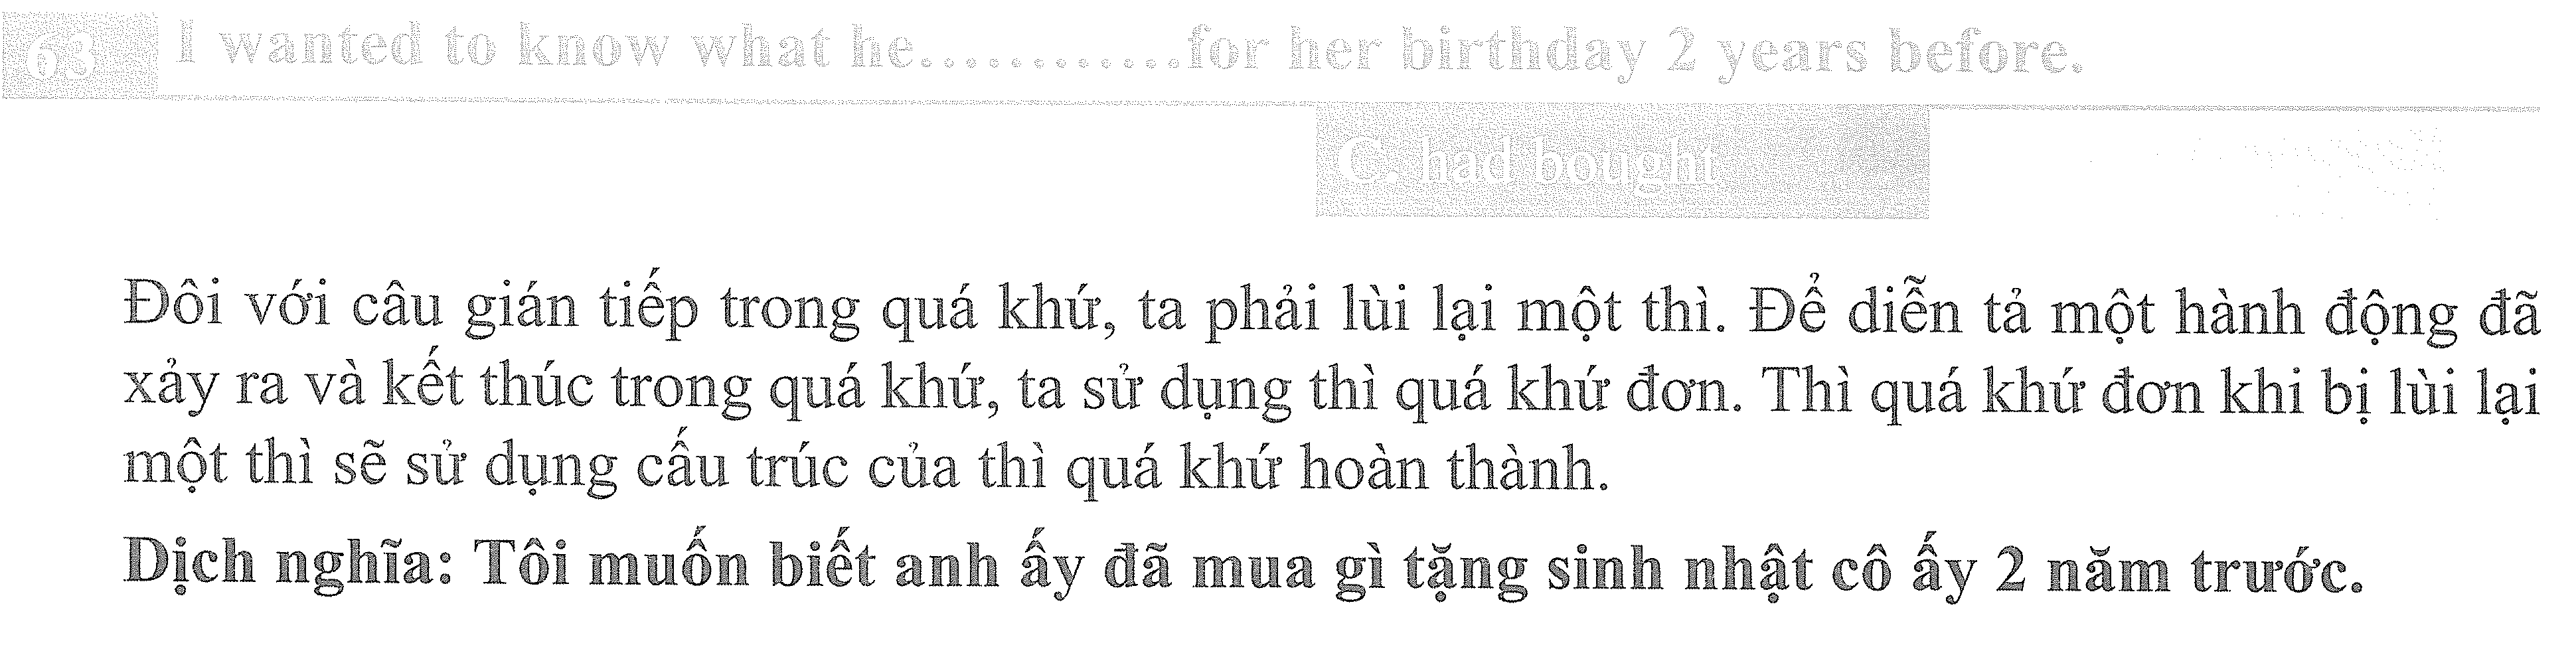 63 I wanted to know what he............for her birthday 2 years before.
C. had bought
Đôi với câu gián tiếp trong quá khứ, ta phải lùi lại một thì. Để diễn tả một hành động đã
xảy ra và kết thúc trong quá khứ, ta sử dụng thì quá khứ đơn. Thì quá khứ đơn khi bị lùi lại
một thì sẽ sử dụng cấu trúc của thì quá khứ hoàn thành.
Dịch nghĩa: Tôi muốn biết anh ấy đã mua gì tặng sinh nhật cô ấy 2 năm trước.